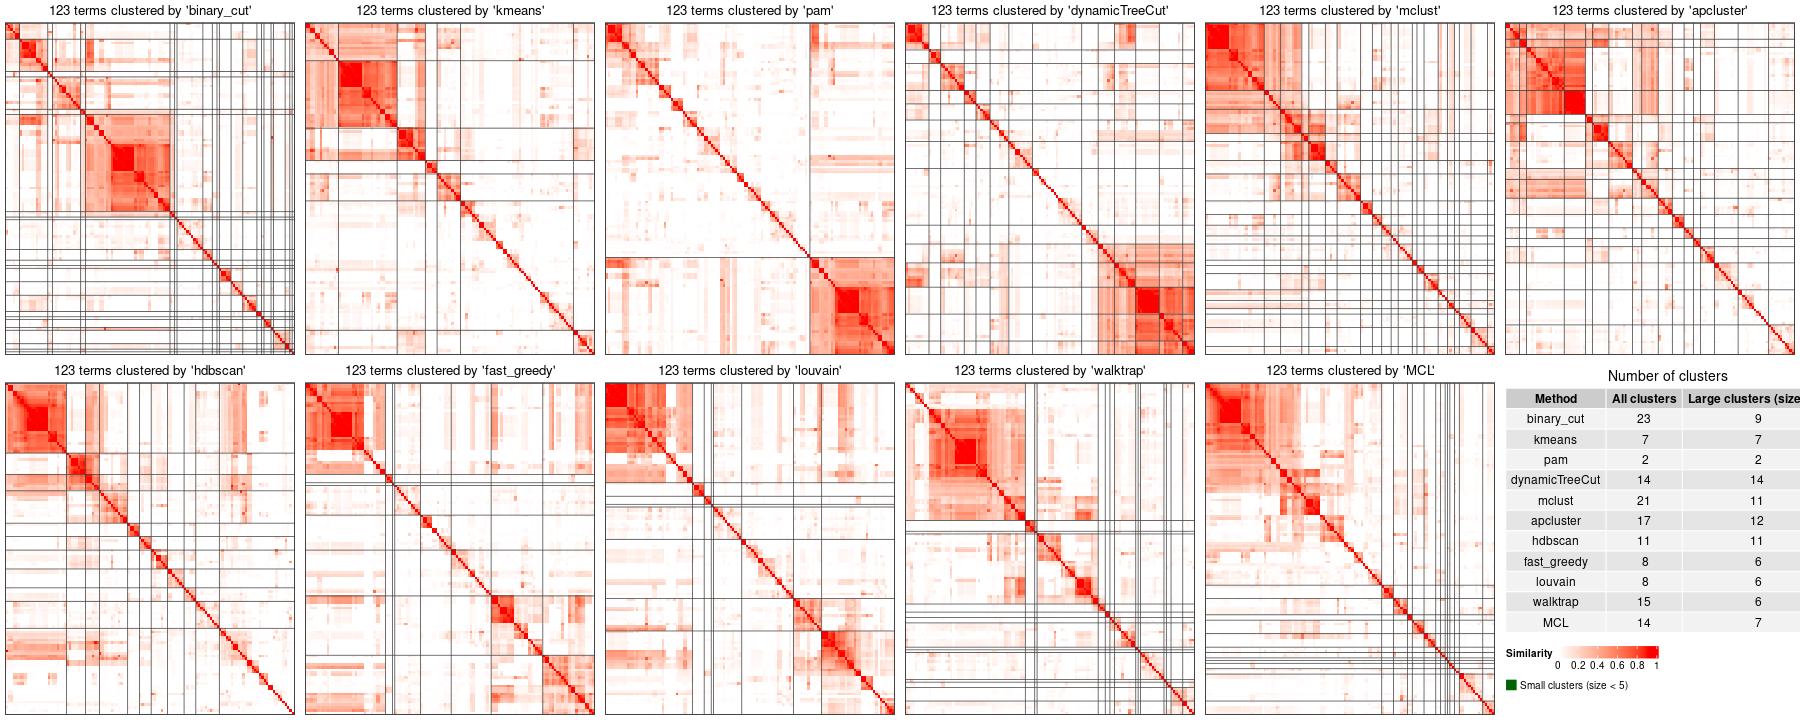 123 terms clustered by 'binary_cut'
123 terms clustered by 'kmeans'
123 terms clustered by 'pam'
123 terms clustered by 'dynamicTreeCut'
123 terms clustered by 'mclust'
123 terms clustered by 'apcluster'
123 terms clustered by 'hdbscan'
123 terms clustered by 'fast_greedy'
123 terms clustered by 'louvain'
123 terms clustered by 'walktrap'
123 terms clustered by 'MCL'
Number of clusters
Method All clusters Large clusters (size
binary_cut 23 9
kmeans 7 7
pam 2 2
dynamicTreeCut 14 14
mclust 21 11
apcluster 17 12
hdbscan 11 11
fast_greedy 8 6
louvain 8 6
walktrap 15 6
MCL 14 7
Similarity
0 0.2 0.4 0.6 0.8 1
Small clusters (size < 5)